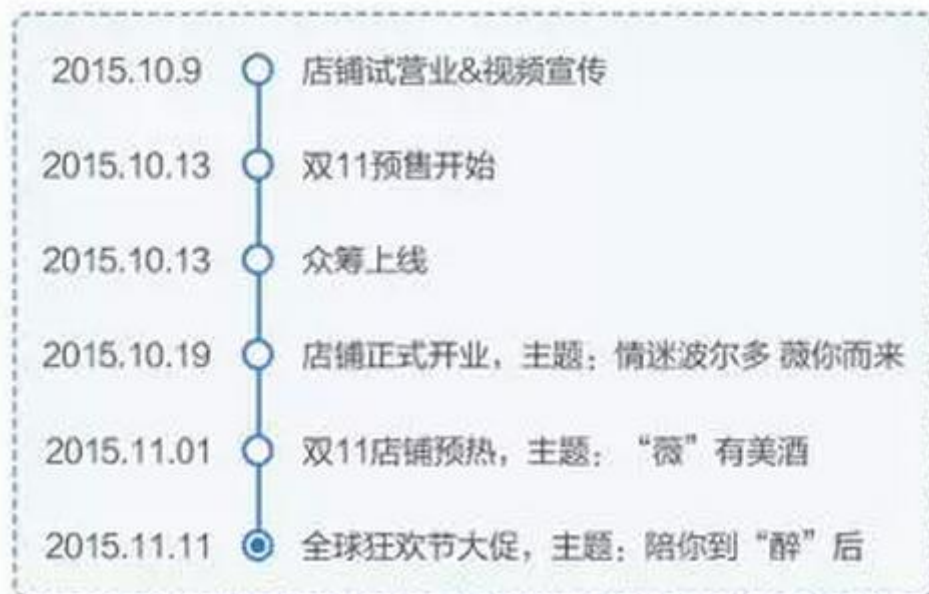 2015.10.9 店铺试营业&视频宣传
2015.10.13 双11预售开始
2015.10.13 众筹上线
2015.10.19 店铺正式开业，主题：情迷波尔多 薇你而来
2015.11.01 双11店铺预热，主题：“薇”有美酒
2015.11.11 全球狂欢节大促，主题：陪你到“醉”后